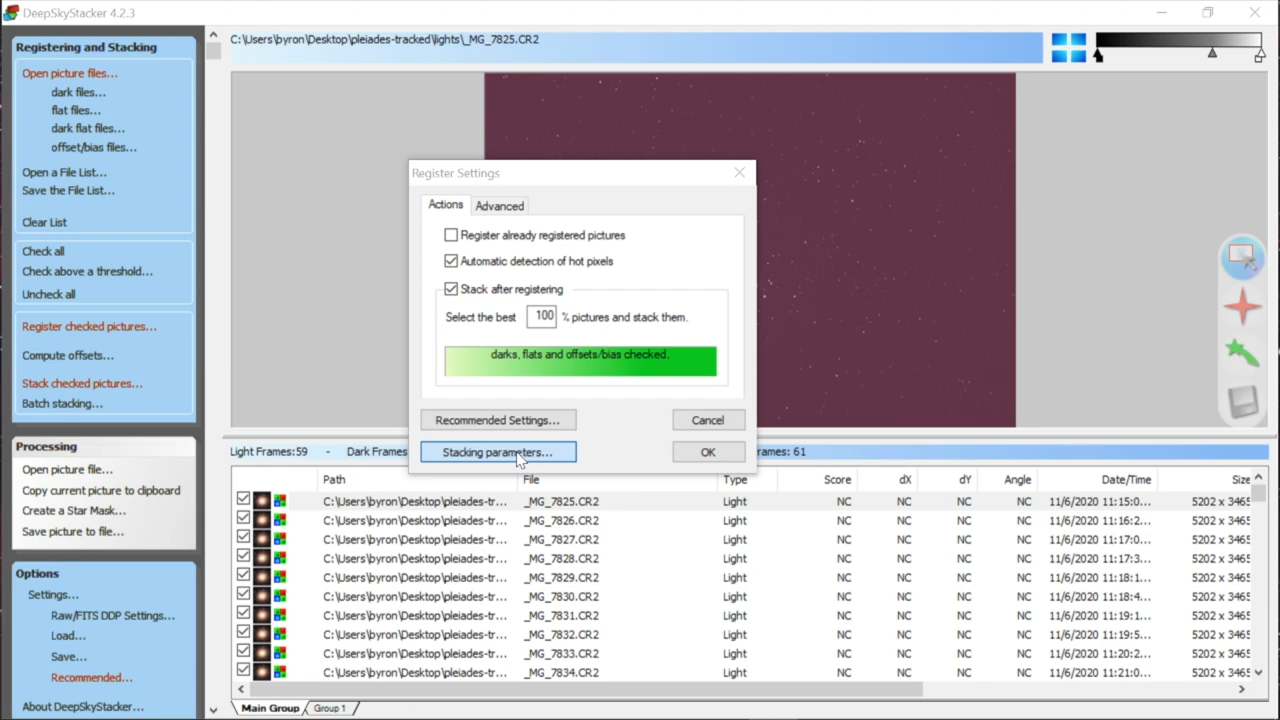 DeepSkyStacker 4.2.3
Registering and Stacking
Open picture files...
dark files...
flat files...
dark flat files...
offset/bias files...
Open a File List...
Save the File List...
Clear List
Check all
Check above a threshold...
Uncheck all
Register checked pictures...
Compute offsets...
Stack checked pictures...
Batch stacking...
Processing
Open picture file...
Copy current picture to clipboard
Create a Star Mask...
Save picture to file...
Options
Settings...
Raw/FITS DDP Settings...
Load...
Save...
Recommended...
About DeepSkyStacker...
C:\Users\byron\Desktop\pleiades-tracked\lights\_MG_7825.CR2
Register Settings
Actions Advanced
Register already registered pictures
Automatic detection of hot pixels
Stack after registering
Select the best 100 % pictures and stack them.
darks, flats and offsets/bias checked.
Recommended Settings... Cancel
Stacking parameters... OK
Light Frames:59 - Dark Frames rames: 61
Path File Type Score dX dY Angle Date/Time Size
C:\Users\byron\Desktop\pleiades-tr... _MG_7825.CR2 Light NC NC NC NC 11/6/2020 11:15:0... 5202 x 3465
C:\Users\byron\Desktop\pleiades-tr... _MG_7826.CR2 Light NC NC NC NC 11/6/2020 11:16:2... 5202 x 3465
C:\Users\byron\Desktop\pleiades-tr... _MG_7827.CR2 Light NC NC NC NC 11/6/2020 11:17:0... 5202 x 3465
C:\Users\byron\Desktop\pleiades-tr... _MG_7828.CR2 Light NC NC NC NC 11/6/2020 11:17:3... 5202 x 3465
C:\Users\byron\Desktop\pleiades-tr... _MG_7829.CR2 Light NC NC NC NC 11/6/2020 11:18:1... 5202 x 3465
C:\Users\byron\Desktop\pleiades-tr... _MG_7830.CR2 Light NC NC NC NC 11/6/2020 11:18:4... 5202 x 3465
C:\Users\byron\Desktop\pleiades-tr... _MG_7831.CR2 Light NC NC NC NC 11/6/2020 11:19:1... 5202 x 3465
C:\Users\byron\Desktop\pleiades-tr... _MG_7832.CR2 Light NC NC NC NC 11/6/2020 11:19:5... 5202 x 3465
C:\Users\byron\Desktop\pleiades-tr... _MG_7833.CR2 Light NC NC NC NC 11/6/2020 11:20:2... 5202 x 3465
C:\Users\byron\Desktop\pleiades-tr... _MG_7834.CR2 Light NC NC NC NC 11/6/2020 11:21:0... 5202 x 3465
Main Group Group 1